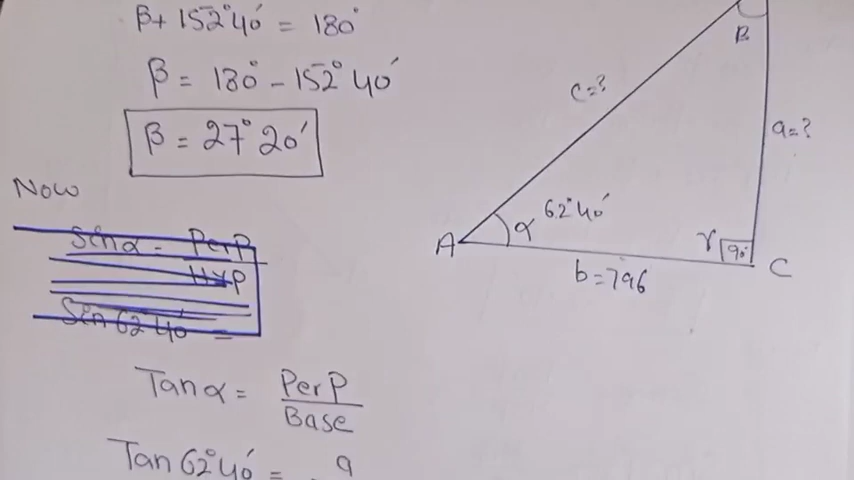 β + 152°40′ = 180°
β = 180° - 152°40′
β = 27°20′
Now
Sinα = PerP
Hyp
Sin 62°40′ =
Tanα = PerP
Base
Tan 62°40′ = a
B
c=?
a=?
62°40′
A
α
γ
90°
C
b=796